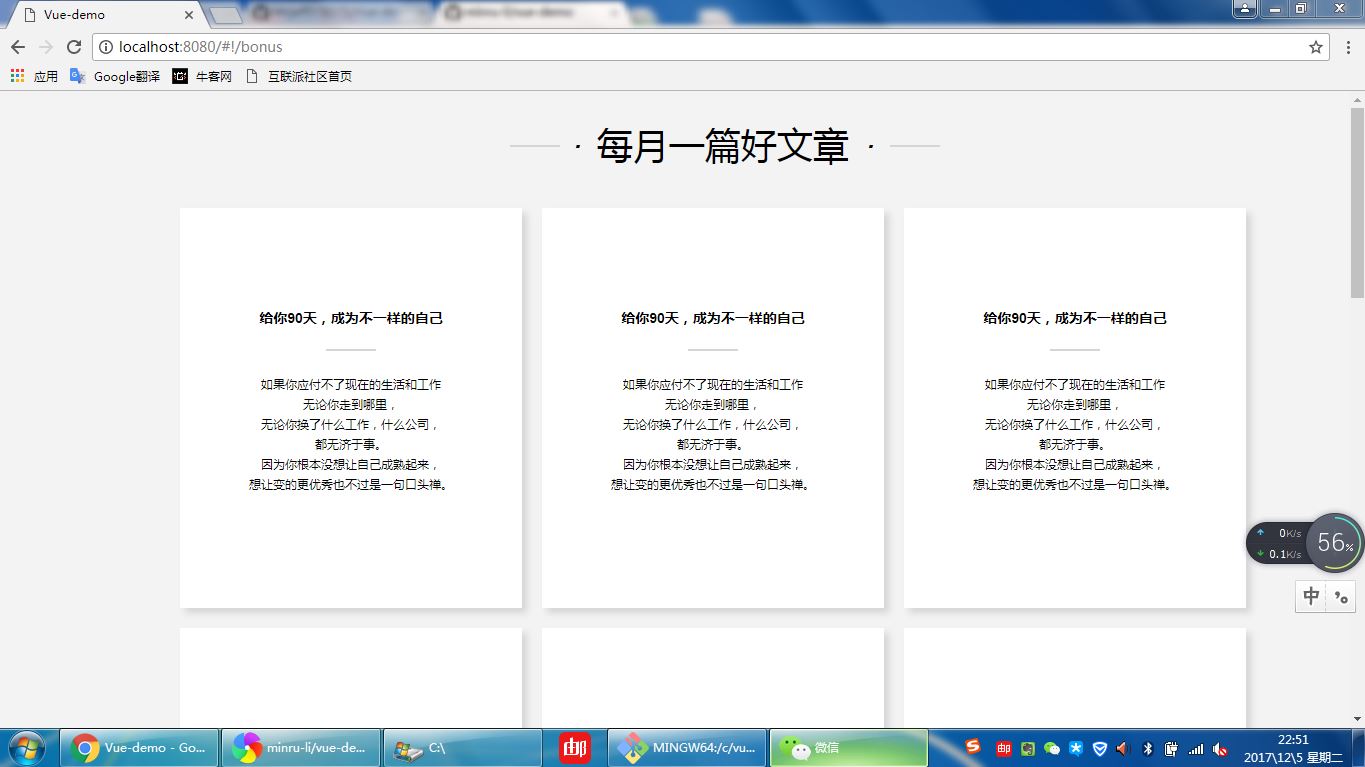 Vue-demo
localhost:8080/#!/bonus
应用 Google翻译 牛客网 互联派社区首页
· 每月一篇好文章 ·
给你90天，成为不一样的自己
如果你应付不了现在的生活和工作
无论你走到哪里，
无论你换了什么工作，什么公司，
都无济于事。
因为你根本没想让自己成熟起来，
想让变的更优秀也不过是一句口头禅。
给你90天，成为不一样的自己
如果你应付不了现在的生活和工作
无论你走到哪里，
无论你换了什么工作，什么公司，
都无济于事。
因为你根本没想让自己成熟起来，
想让变的更优秀也不过是一句口头禅。
给你90天，成为不一样的自己
如果你应付不了现在的生活和工作
无论你走到哪里，
无论你换了什么工作，什么公司，
都无济于事。
因为你根本没想让自己成熟起来，
想让变的更优秀也不过是一句口头禅。
0K/s
0.1K/s
56%
中
Vue-demo - Go... minru-li/vue-de... C:\ 邮 MINGW64:/c/vu... 微信
22:51
2017\12\5 星期二